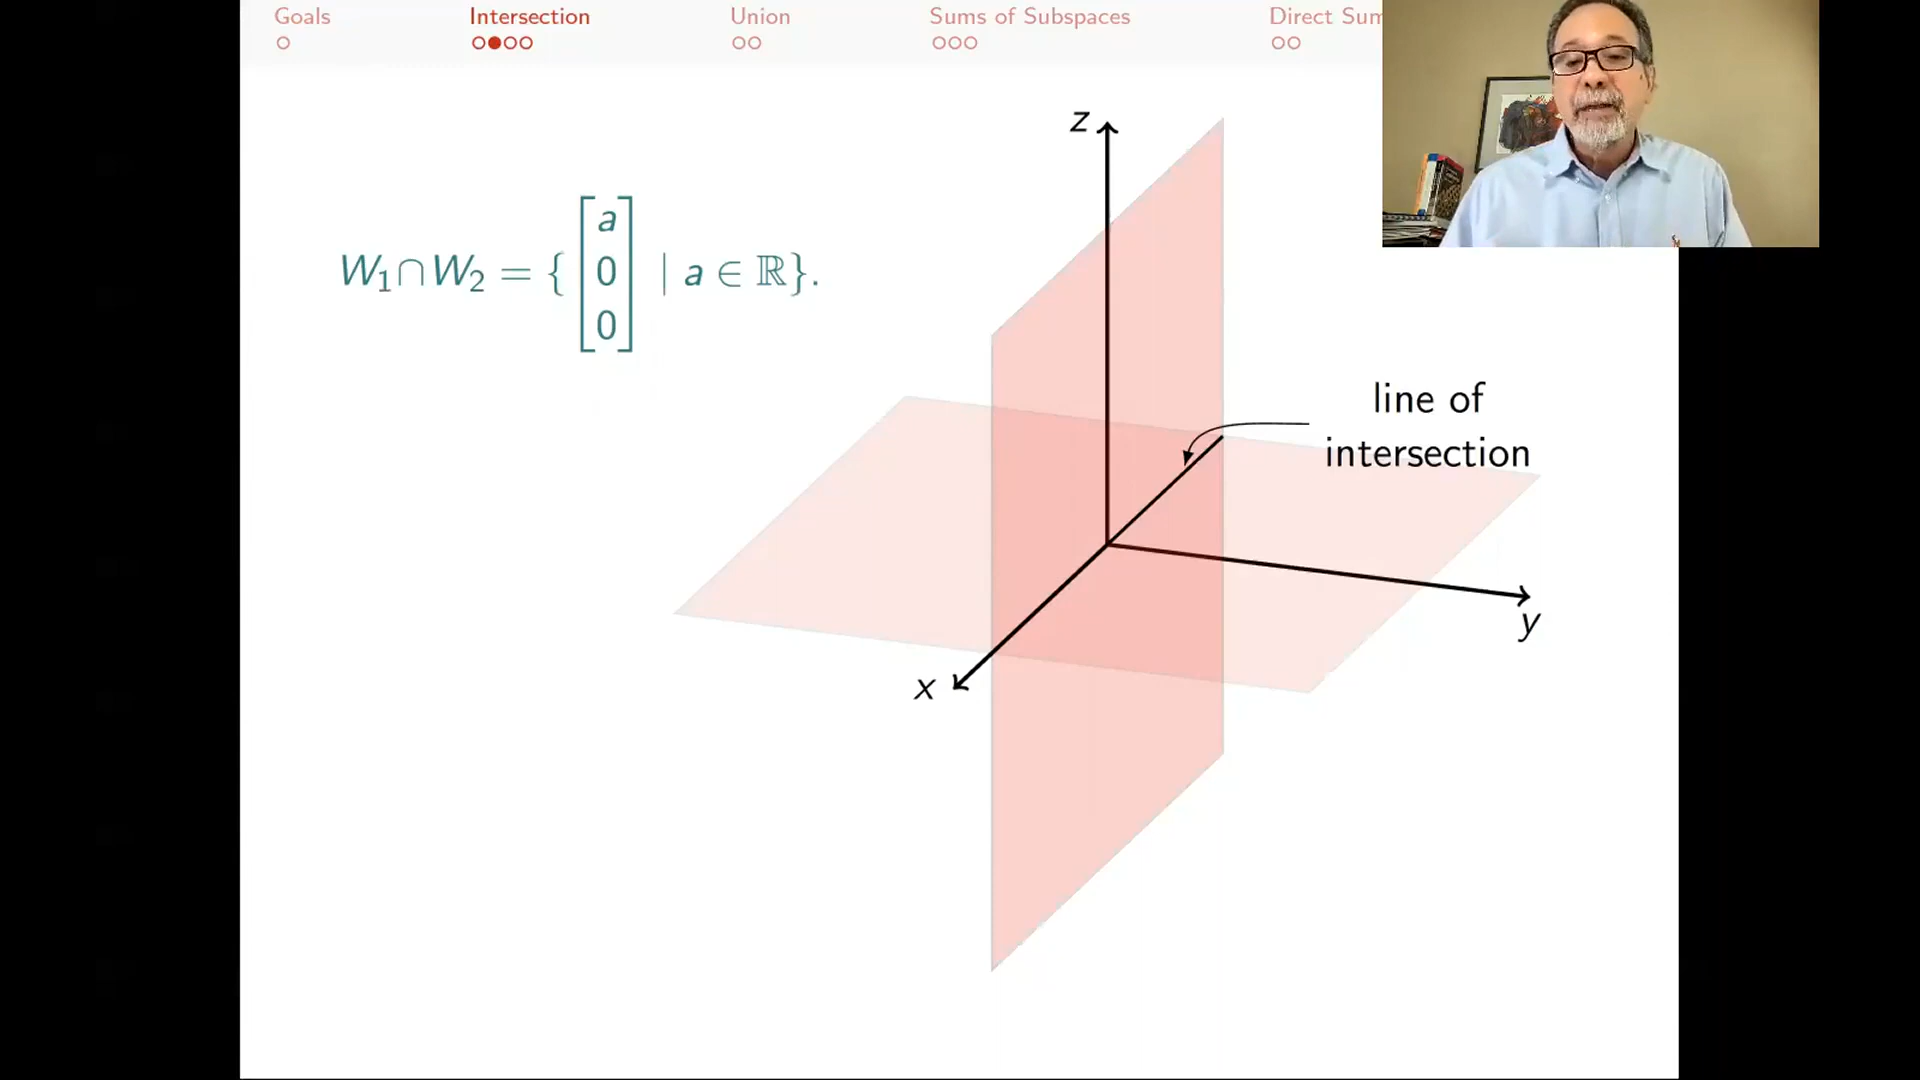 Goals
Intersection
Union
Sums of Subspaces
Direct Sum
z
W₁∩W₂ = { [a 0 0] | a ∈ ℝ}.
line of
intersection
y
x